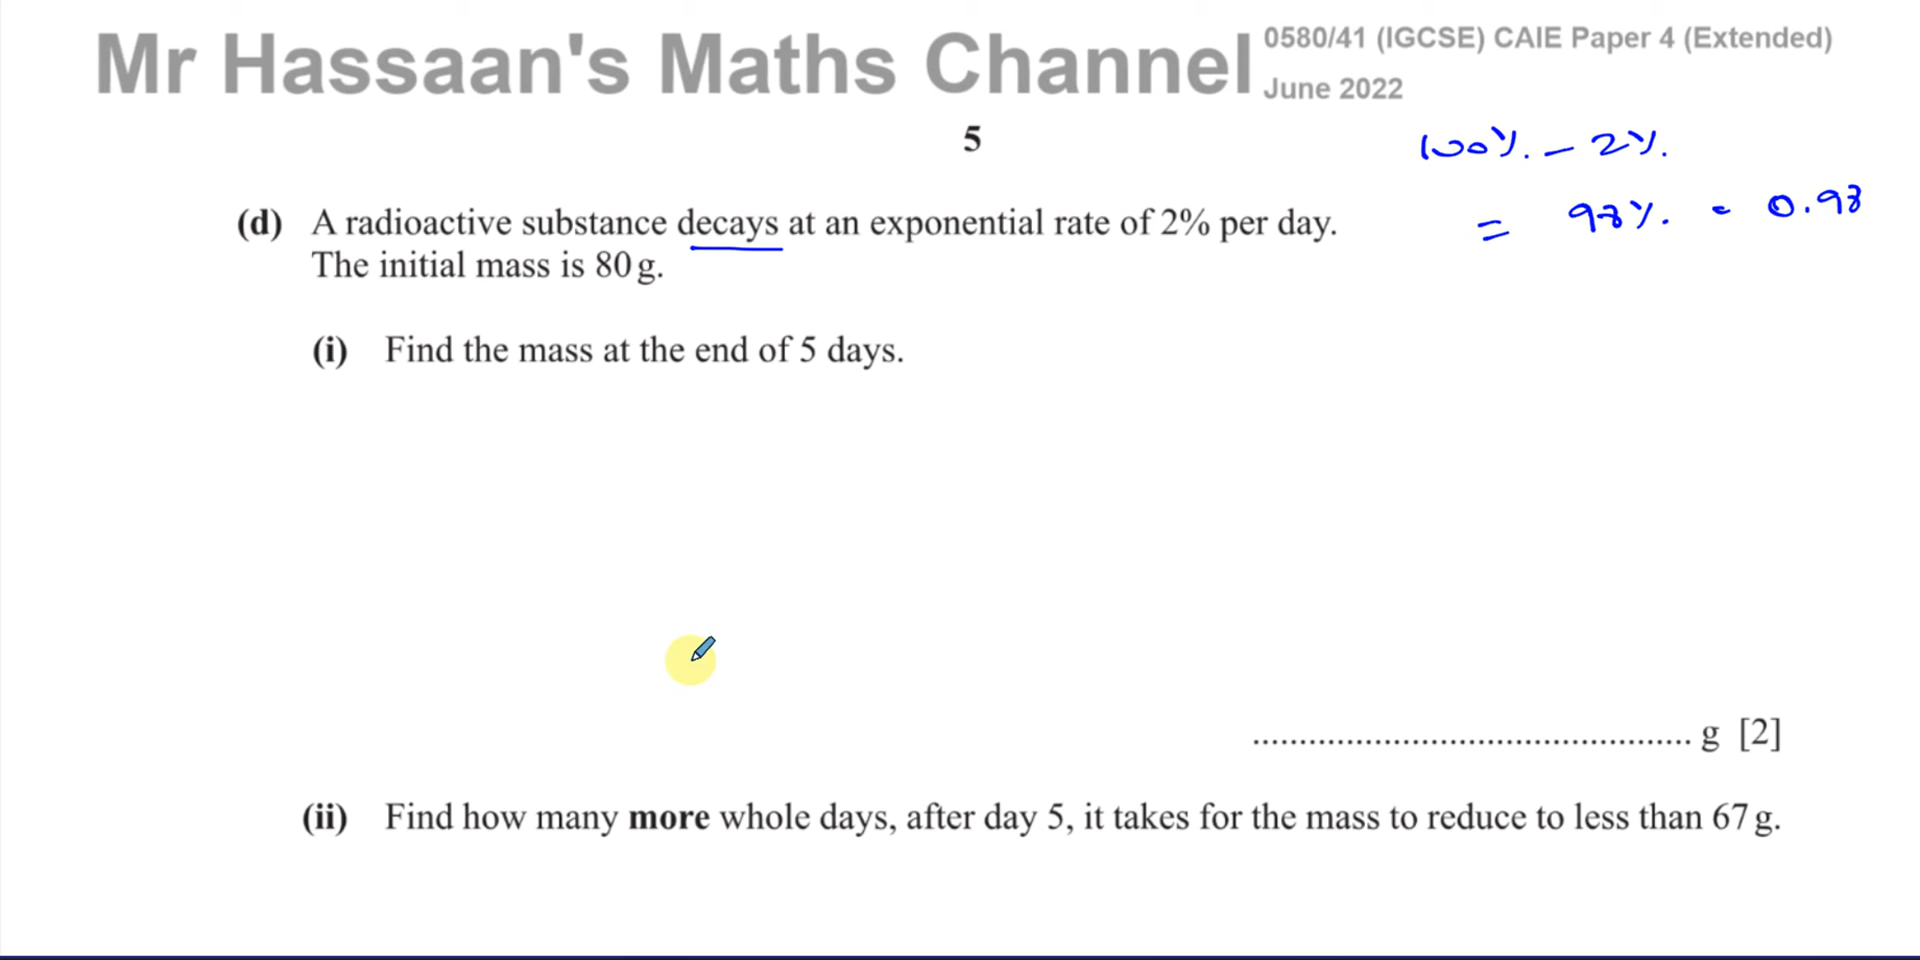 Mr Hassaan's Maths Channel
0580/41 (IGCSE) CAIE Paper 4 (Extended)
June 2022
5
100% - 2%
= 98% = 0.98
(d) A radioactive substance decays at an exponential rate of 2% per day.
The initial mass is 80 g.
(i) Find the mass at the end of 5 days.
................................................ g [2]
(ii) Find how many more whole days, after day 5, it takes for the mass to reduce to less than 67 g.